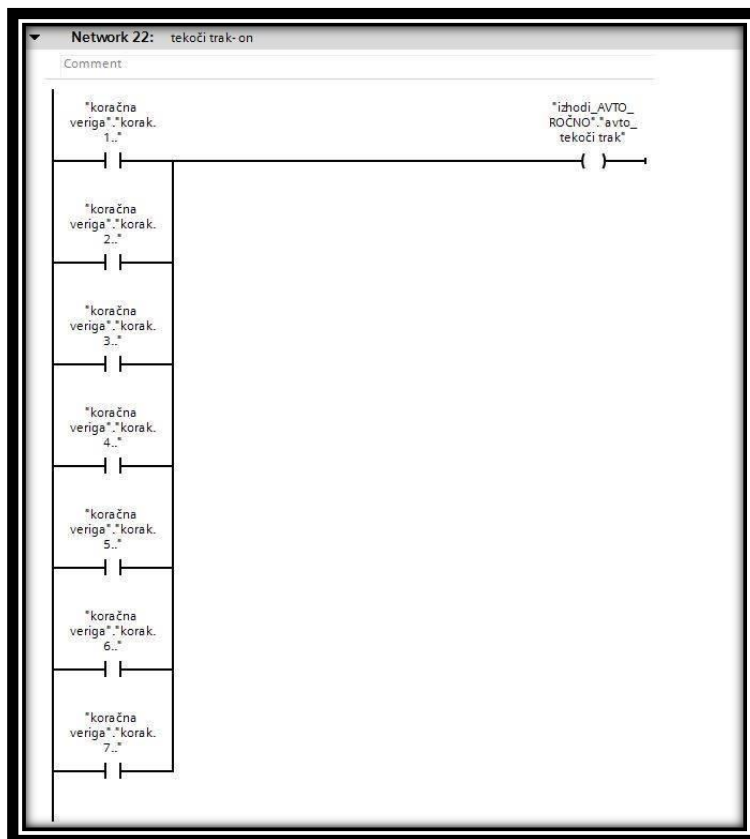 Network 22: tekoči trak- on
Comment
"koračna
veriga"."korak.
1.."
"izhodi_AVTO_
ROČNO"."avto_
tekoči trak"
"koračna
veriga"."korak.
2.."
"koračna
veriga"."korak.
3.."
"koračna
veriga"."korak.
4.."
"koračna
veriga"."korak.
5.."
"koračna
veriga"."korak.
6.."
"koračna
veriga"."korak.
7.."